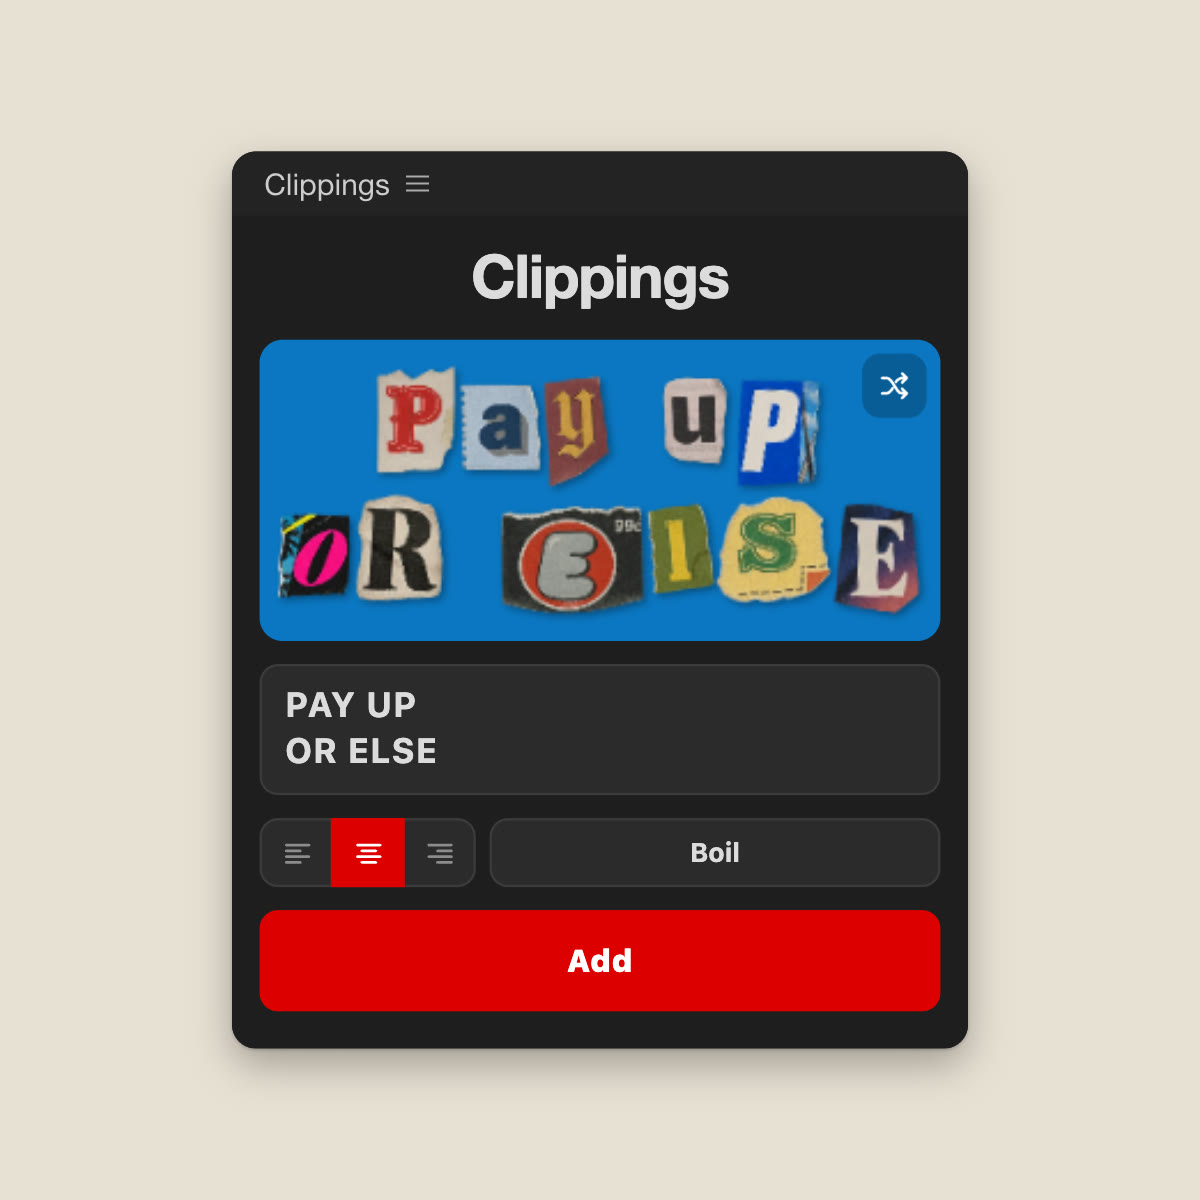 Clippings
Clippings
Pay up
OR ElSE
99¢
PAY UP
OR ELSE
Boil
Add